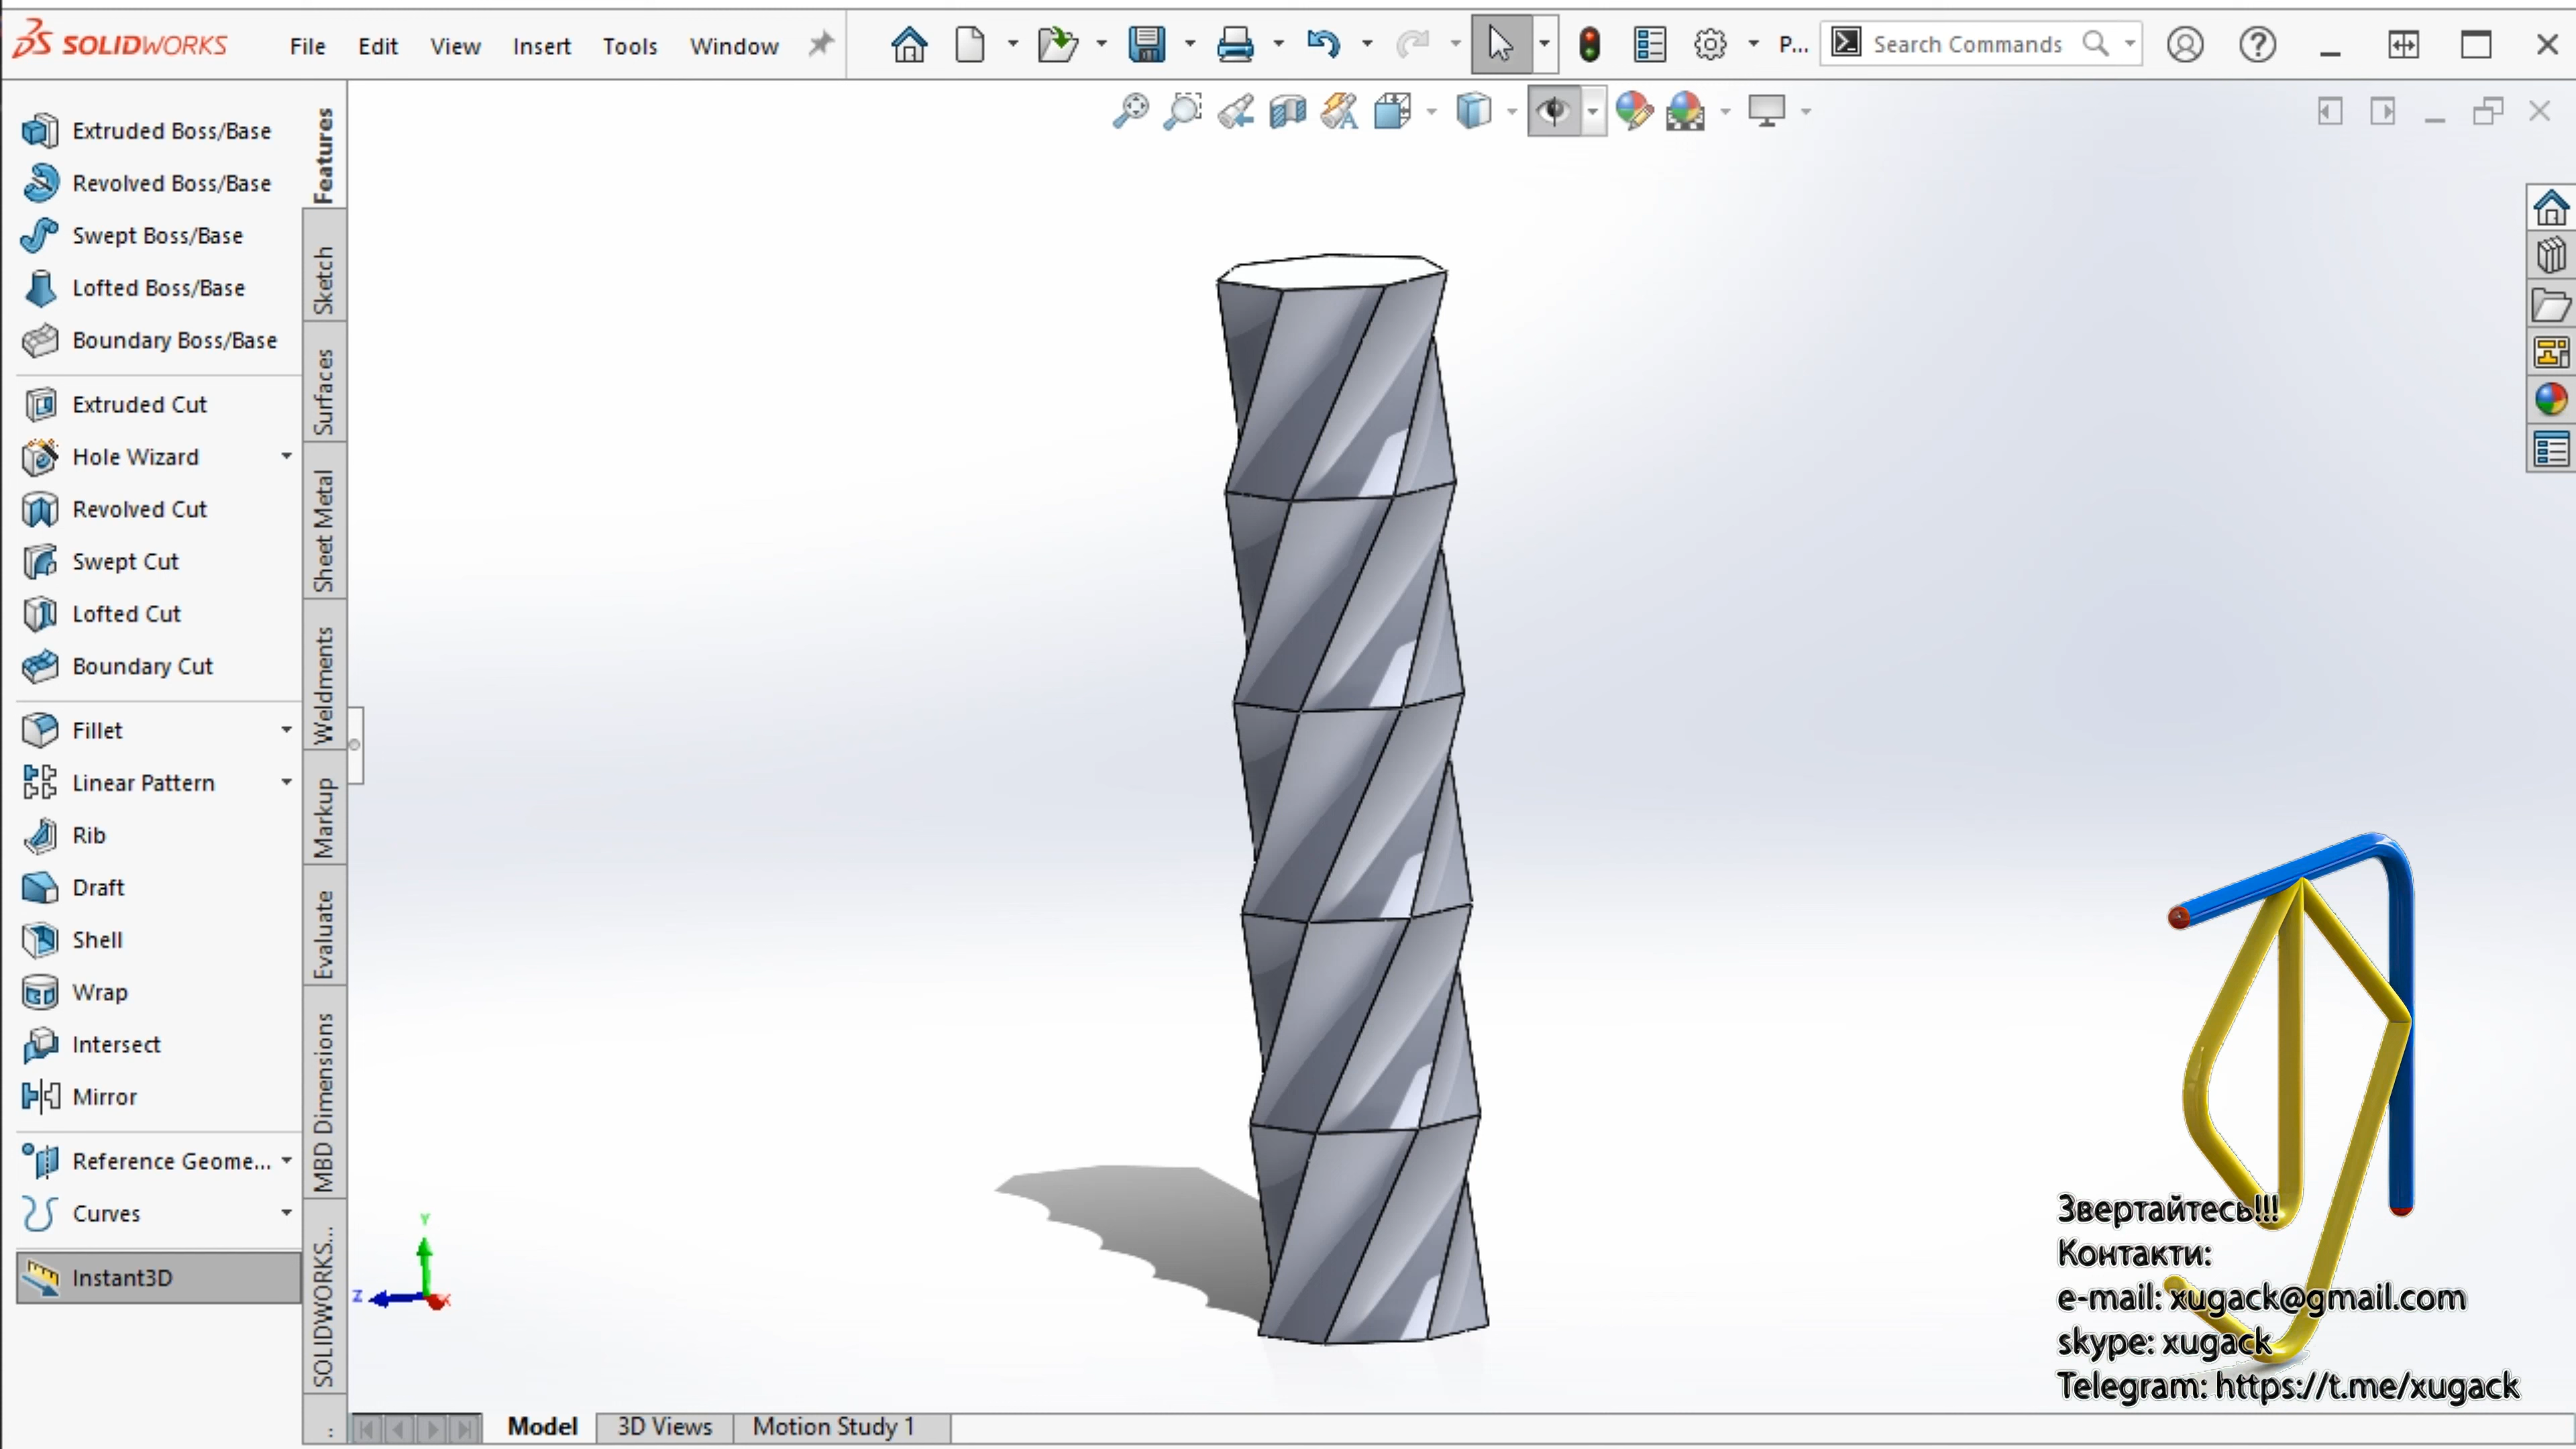 SOLIDWORKS File Edit View Insert Tools Window P... Search Commands
Extruded Boss/Base
Revolved Boss/Base
Swept Boss/Base
Lofted Boss/Base
Boundary Boss/Base
Extruded Cut
Hole Wizard
Revolved Cut
Swept Cut
Lofted Cut
Boundary Cut
Fillet
Linear Pattern
Rib
Draft
Shell
Wrap
Intersect
Mirror
Reference Geome...
Curves
Instant3D
Features
Sketch
Surfaces
Sheet Metal
Weldments
Markup
Evaluate
MBD Dimensions
SOLIDWORKS...
Y
Z
X
Звертайтесь!!!
Контакти:
e-mail: xugack@gmail.com
skype: xugack
Telegram: https://t.me/xugack
Model 3D Views Motion Study 1